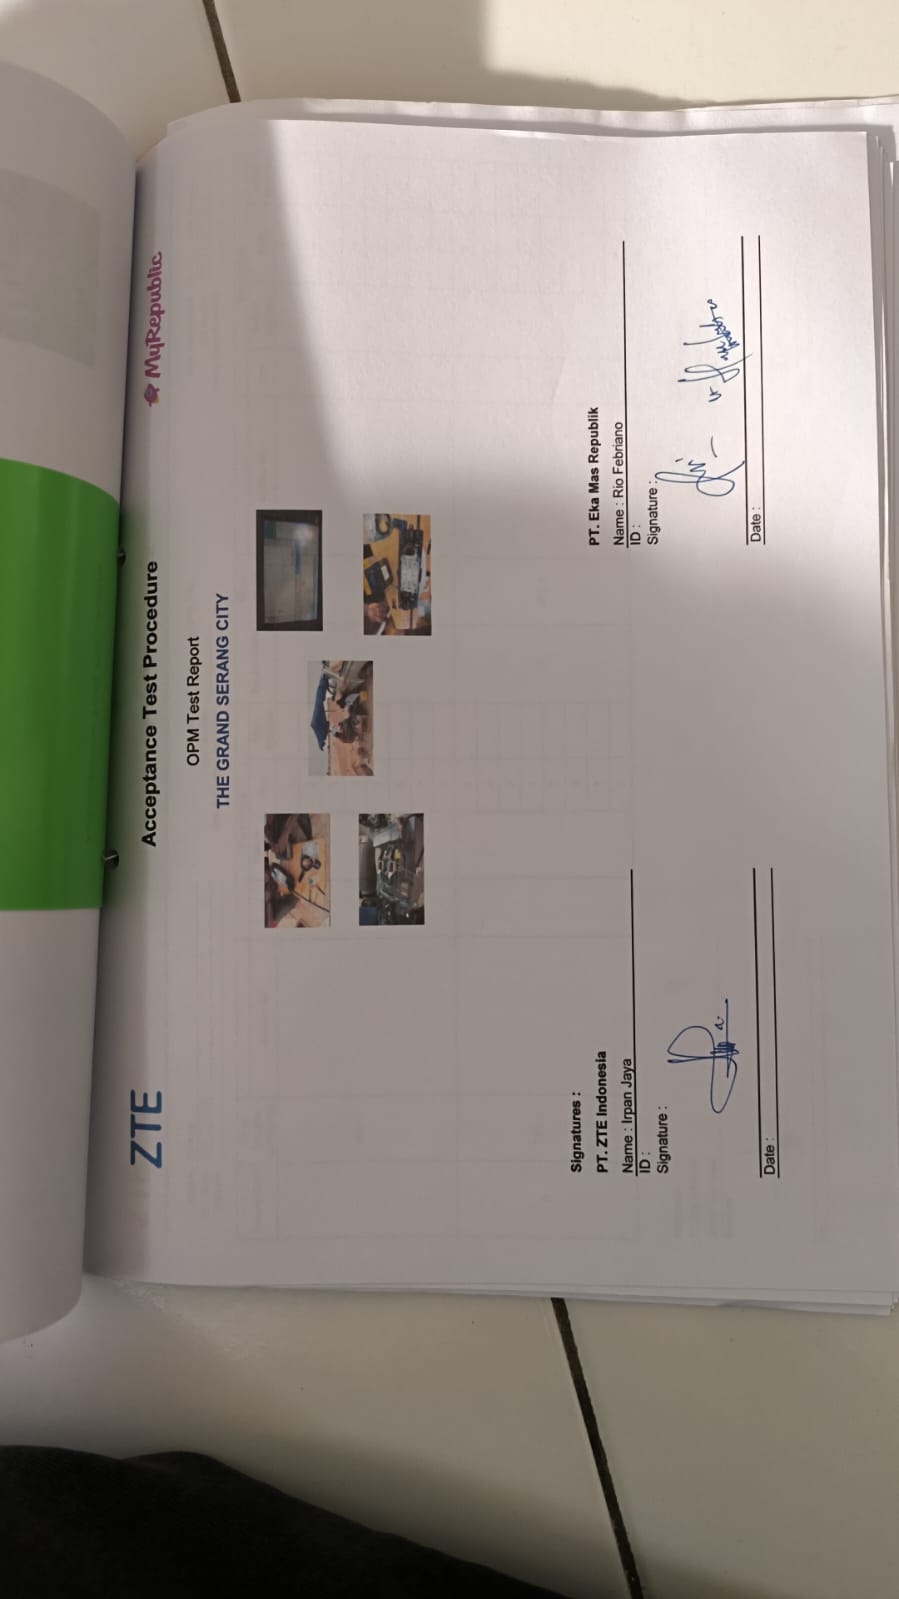 ZTE
Acceptance Test Procedure
MyRepublic
OPM Test Report
THE GRAND SERANG CITY
Signatures :
PT. ZTE Indonesia
Name : Irpan Jaya
ID :
Signature :
Date :
PT. Eka Mas Republik
Name : Rio Febriano
ID :
Signature :
Date :